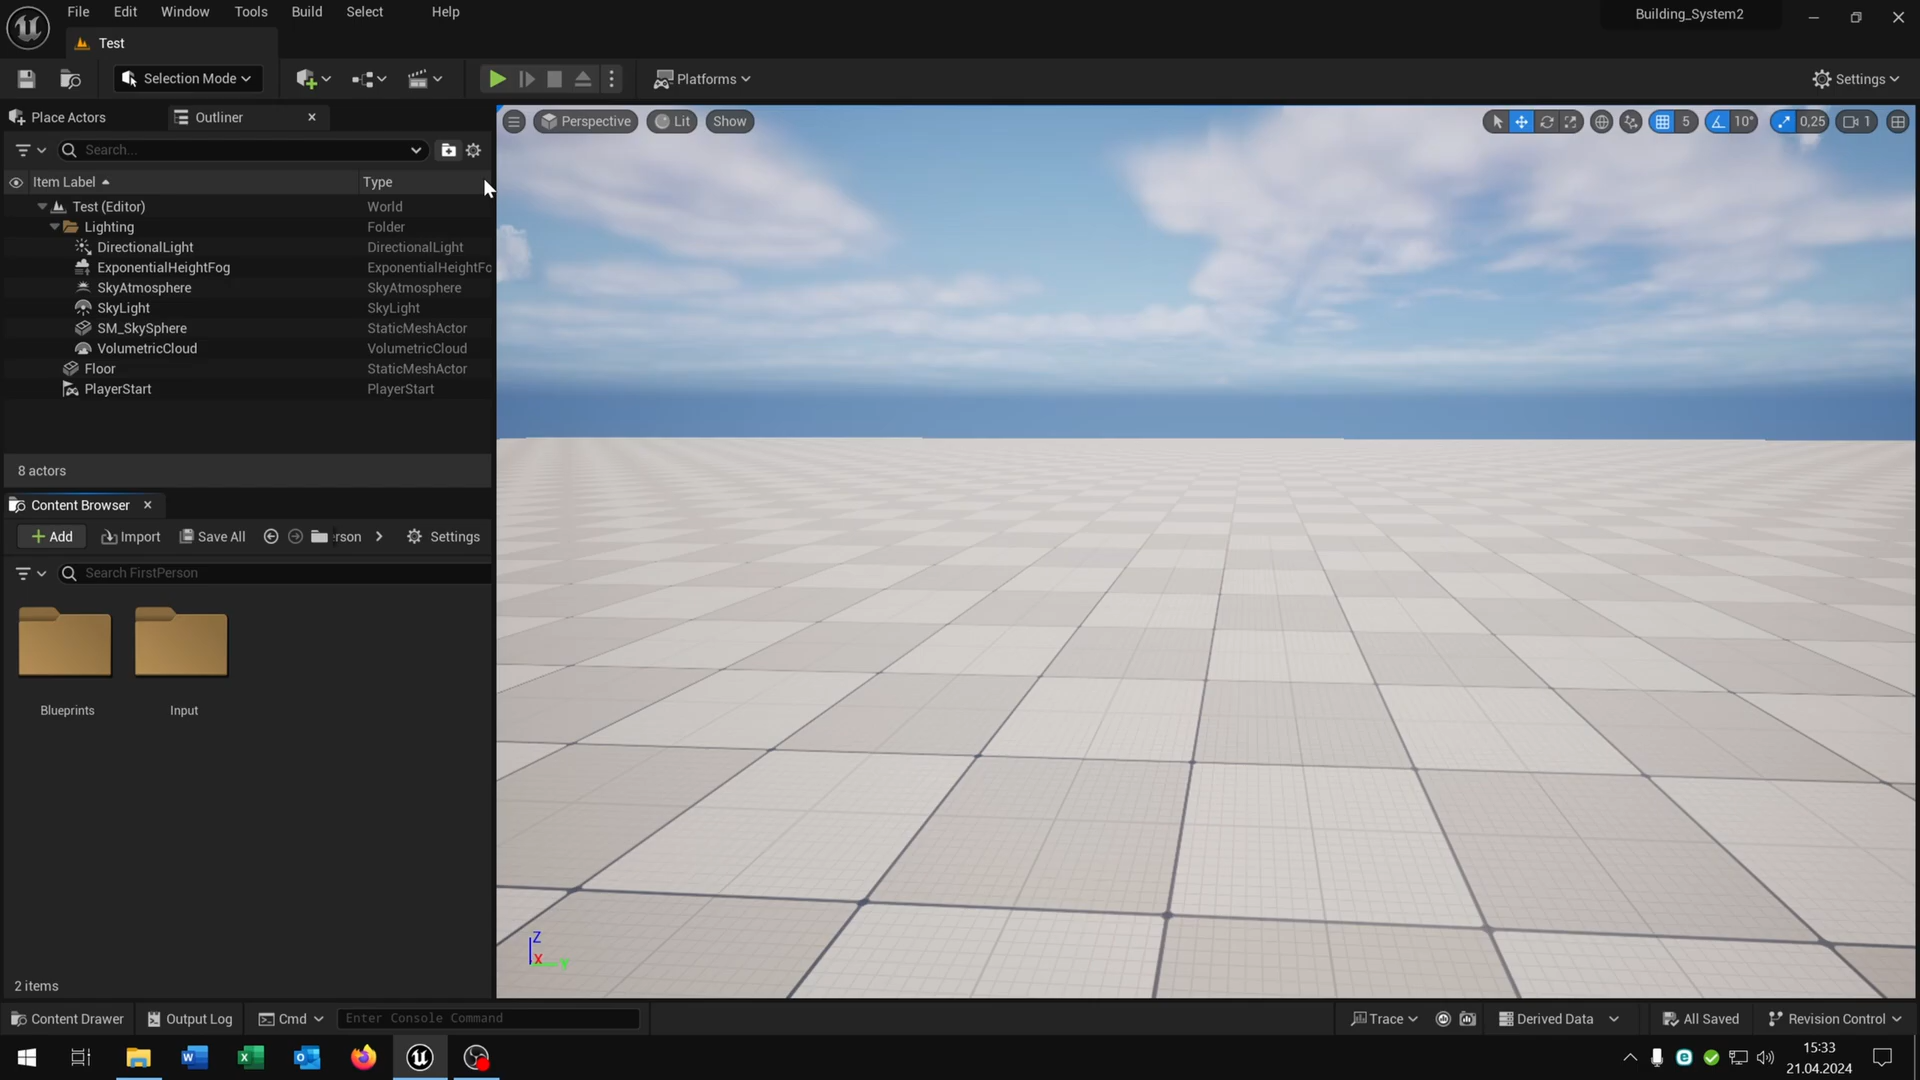 File Edit Window Tools Build Select Help Building_System2
Test
Selection Mode Platforms Settings
Place Actors Outliner
Perspective Lit Show 5 10° 0,25 1
Search...
Item Label Type
Test (Editor) World
Lighting Folder
DirectionalLight DirectionalLight
ExponentialHeightFog ExponentialHeightFo
SkyAtmosphere SkyAtmosphere
SkyLight SkyLight
SM_SkySphere StaticMeshActor
VolumetricCloud VolumetricCloud
Floor StaticMeshActor
PlayerStart PlayerStart
8 actors
Content Browser
Add Import Save All rson Settings
Search FirstPerson
Blueprints Input
Z
X Y
2 items
Content Drawer Output Log Cmd Enter Console Command Trace Derived Data All Saved Revision Control
15:33
21.04.2024